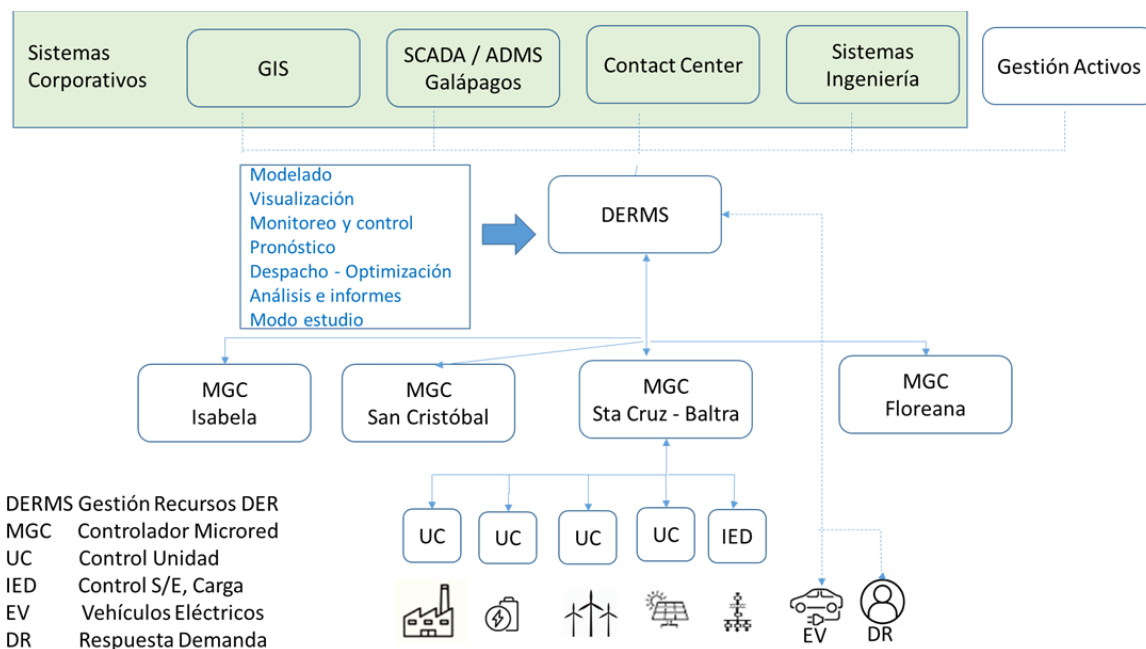 Sistemas
Corporativos
GIS
SCADA / ADMS
Galápagos
Contact Center
Sistemas
Ingeniería
Gestión Activos
Modelado
Visualización
Monitoreo y control
Pronóstico
Despacho - Optimización
Análisis e informes
Modo estudio
DERMS
MGC
Isabela
MGC
San Cristóbal
MGC
Sta Cruz - Baltra
MGC
Floreana
UC
UC
UC
UC
IED
EV
DR
DERMS Gestión Recursos DER
MGC Controlador Microred
UC Control Unidad
IED Control S/E, Carga
EV Vehículos Eléctricos
DR Respuesta Demanda